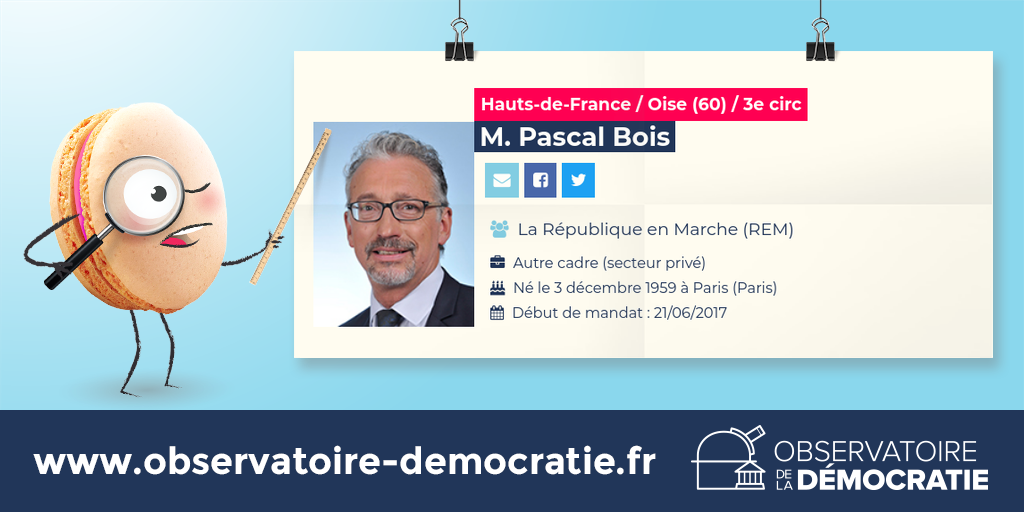 Hauts-de-France / Oise (60) / 3e circ
M. Pascal Bois
La République en Marche (REM)
Autre cadre (secteur privé)
Né le 3 décembre 1959 à Paris (Paris)
Début de mandat : 21/06/2017
www.observatoire-democratie.fr
OBSERVATOIRE
DE LA DÉMOCRATIE